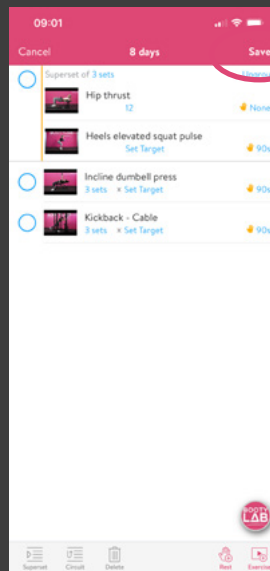 09:01
Cancel 8 days Save
Superset of 3 sets Ungroup
Hip thrust
12 None
Heels elevated squat pulse
Set Target 90s
Incline dumbell press
3 sets × Set Target 90s
Kickback - Cable
3 sets × Set Target 90s
BOOTY
LAB
Superset Circuit Delete Rest Exercise